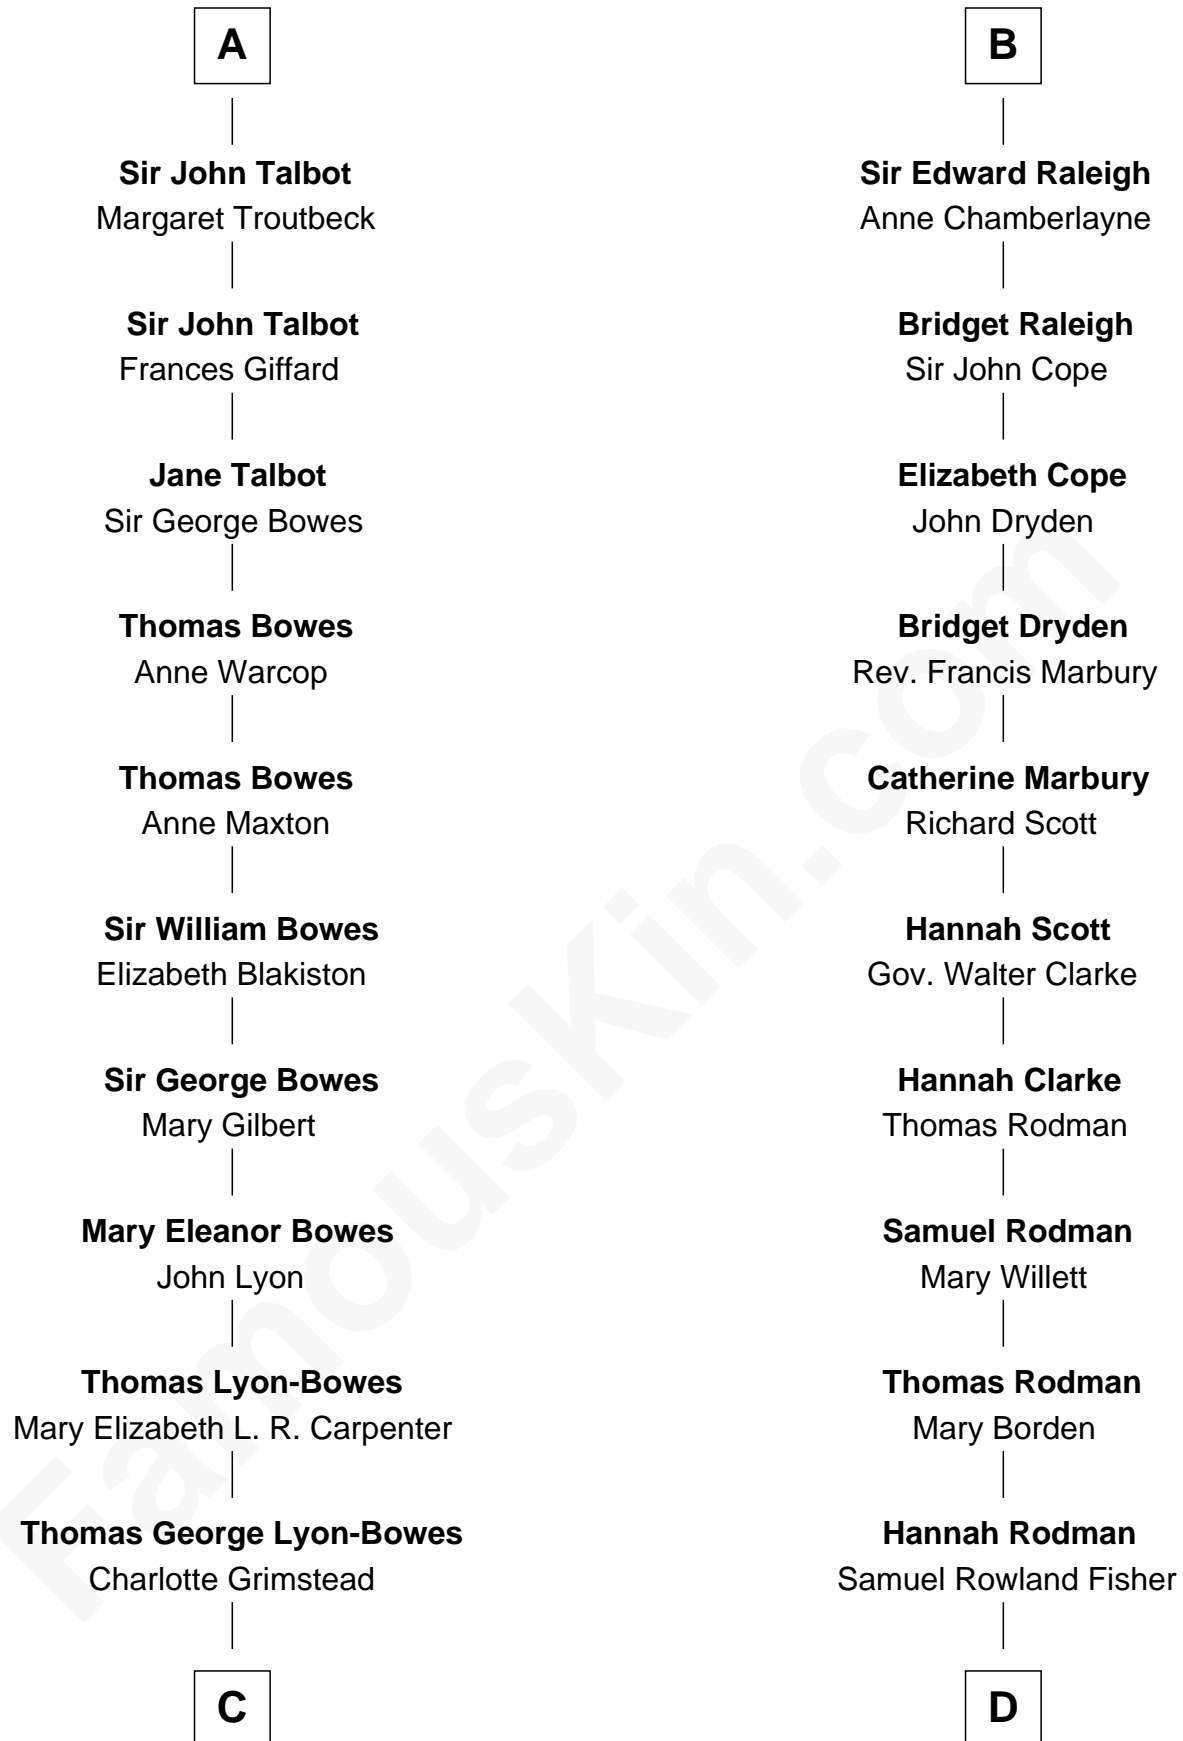 A
Sir John Talbot
Margaret Troutbeck
Sir John Talbot
Frances Giffard
Jane Talbot
Sir George Bowes
Thomas Bowes
Anne Warcop
Thomas Bowes
Anne Maxton
Sir William Bowes
Elizabeth Blakiston
Sir George Bowes
Mary Gilbert
Mary Eleanor Bowes
John Lyon
Thomas Lyon-Bowes
Mary Elizabeth L. R. Carpenter
Thomas George Lyon-Bowes
Charlotte Grimstead
C
B
Sir Edward Raleigh
Anne Chamberlayne
Bridget Raleigh
Sir John Cope
Elizabeth Cope
John Dryden
Bridget Dryden
Rev. Francis Marbury
Catherine Marbury
Richard Scott
Hannah Scott
Gov. Walter Clarke
Hannah Clarke
Thomas Rodman
Samuel Rodman
Mary Willett
Thomas Rodman
Mary Borden
Hannah Rodman
Samuel Rowland Fisher
D
FamousKin.com